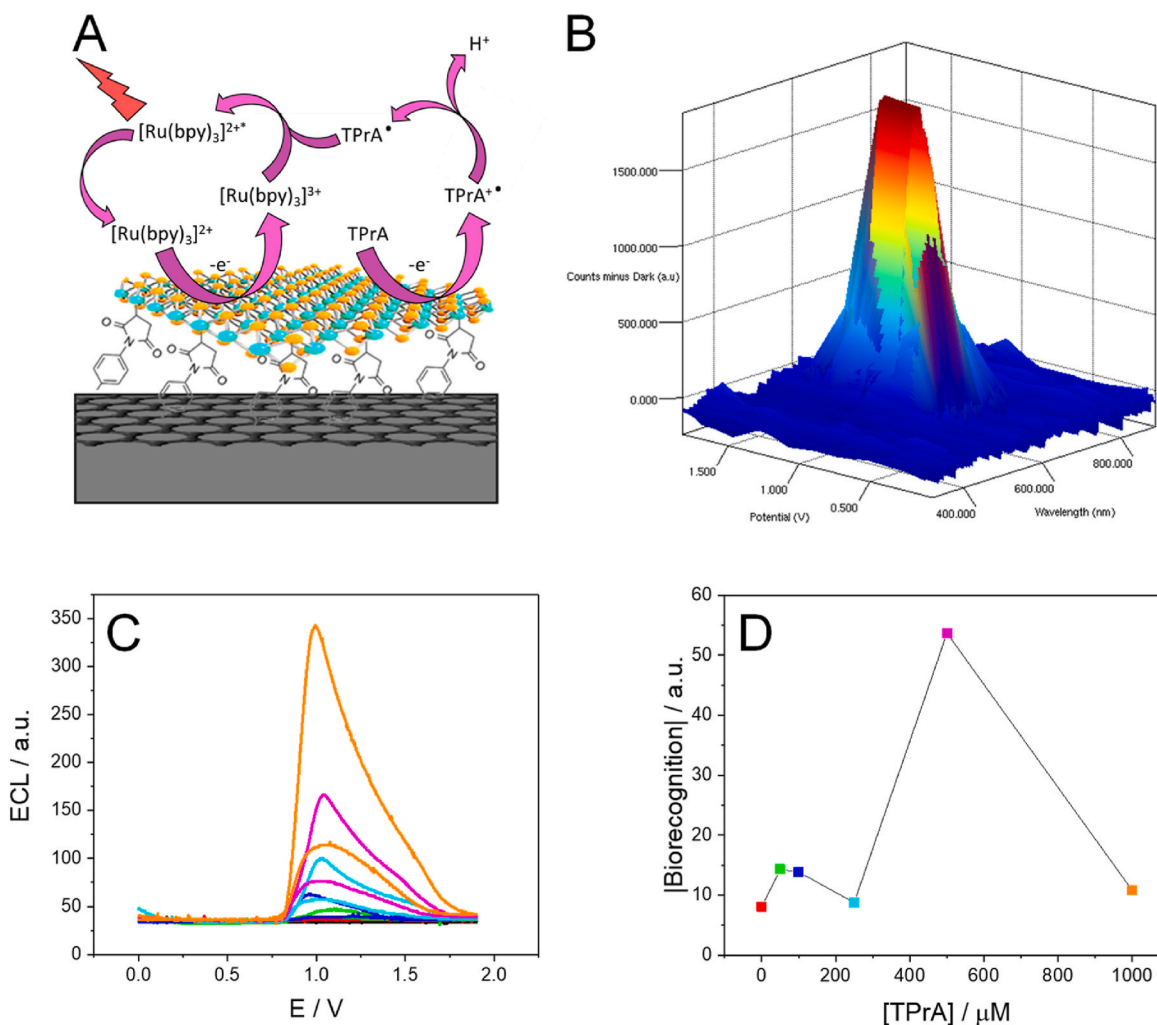 A
H⁺
[Ru(bpy)₃]²⁺*
TPrA•
[Ru(bpy)₃]³⁺
TPrA⁺•
[Ru(bpy)₃]²⁺
TPrA
-e⁻
-e⁻
O
N
O
O
N
O
O
N
O
O
N
O
O
N
O
B
1500.000
1000.000
Counts minus Dark (a.u)
500.000
0.000
1.500
1.000
0.500
Potential (V)
400.000
600.000
800.000
Wavelength (nm)
C
350
300
250
200
150
100
50
0
ECL / a.u.
0.0
0.5
1.0
1.5
2.0
E / V
D
60
50
40
30
20
10
0
|Biorecognition| / a.u.
0
200
400
600
800
1000
[TPrA] / μM